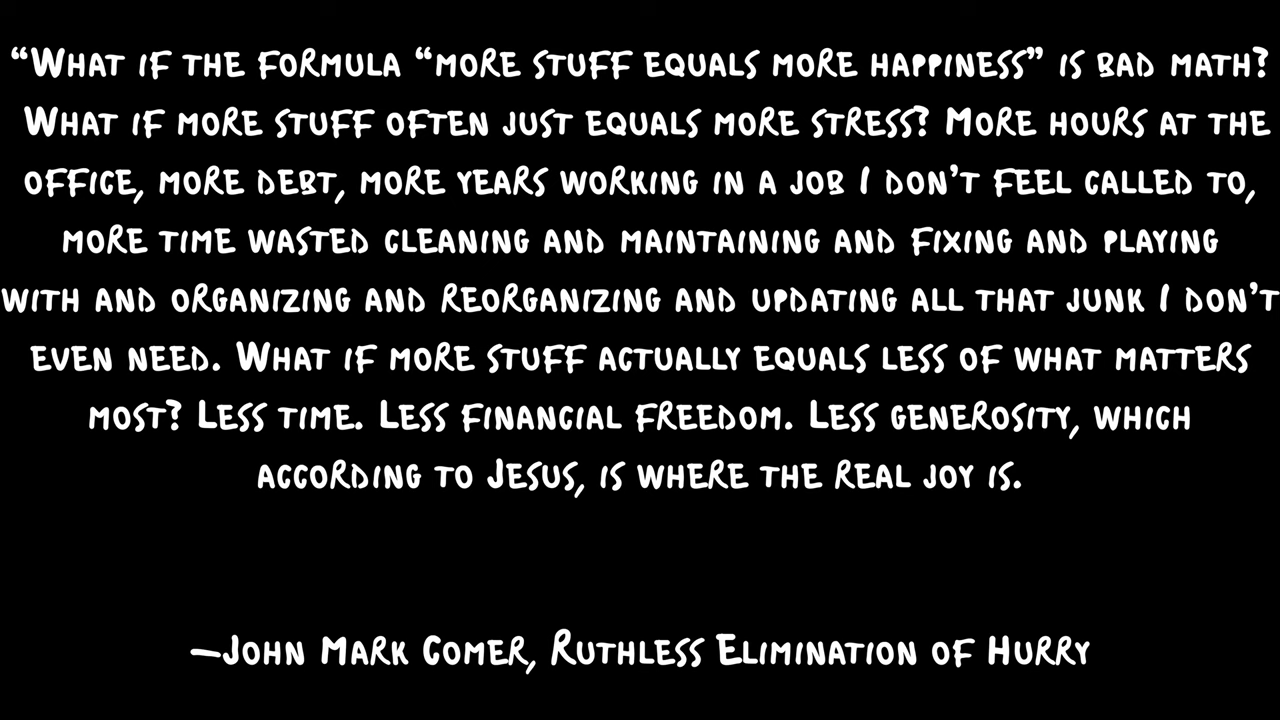 “What if the formula “more stuff equals more happiness” is bad math?
What if more stuff often just equals more stress? More hours at the
office, more debt, more years working in a job I don’t feel called to,
more time wasted cleaning and maintaining and fixing and playing
with and organizing and reorganizing and updating all that junk I don’t
even need. What if more stuff actually equals less of what matters
most? Less time. Less financial freedom. Less generosity, which
according to Jesus, is where the real joy is.
—John Mark Comer, Ruthless Elimination of Hurry